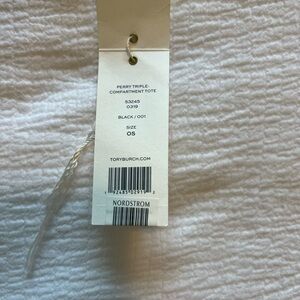 PERRY TRIPLE-
COMPARTMENT TOTE
53245
0319
BLACK / 001
SIZE
OS
TORYBURCH.COM
NORDSTROM